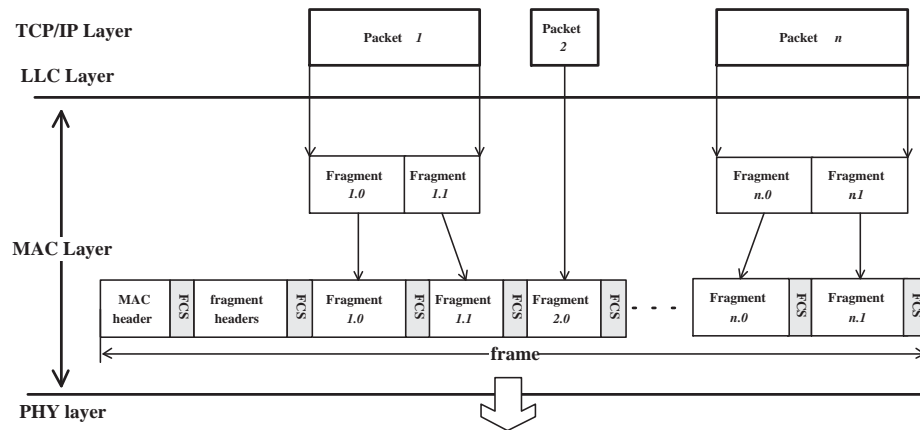 TCP/IP Layer
Packet 1
Packet
2
Packet n
LLC Layer
Fragment
1.0
Fragment
1.1
Fragment
n.0
Fragment
n.1
MAC Layer
MAC
header
FCS
fragment
headers
FCS
Fragment
1.0
FCS
Fragment
1.1
FCS
Fragment
2.0
FCS
- - -
Fragment
n.0
FCS
Fragment
n.1
FCS
frame
PHY layer